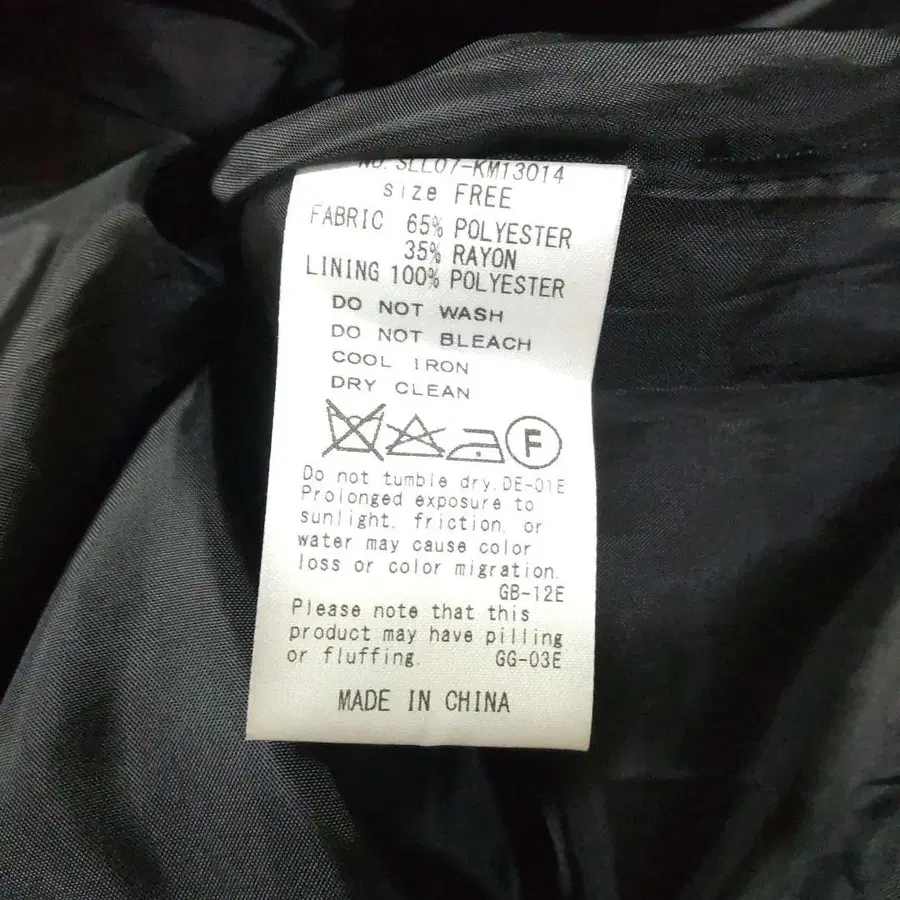 NO. SLL07-KM13014
size FREE
FABRIC 65% POLYESTER
35% RAYON
LINING 100% POLYESTER
DO NOT WASH
DO NOT BLEACH
COOL IRON
DRY CLEAN
F
Do not tumble dry. DE-01E
Prolonged exposure to
sunlight, friction, or
water may cause color
loss or color migration.
GB-12E
Please note that this
product may have pilling
or fluffing. GG-03E
MADE IN CHINA